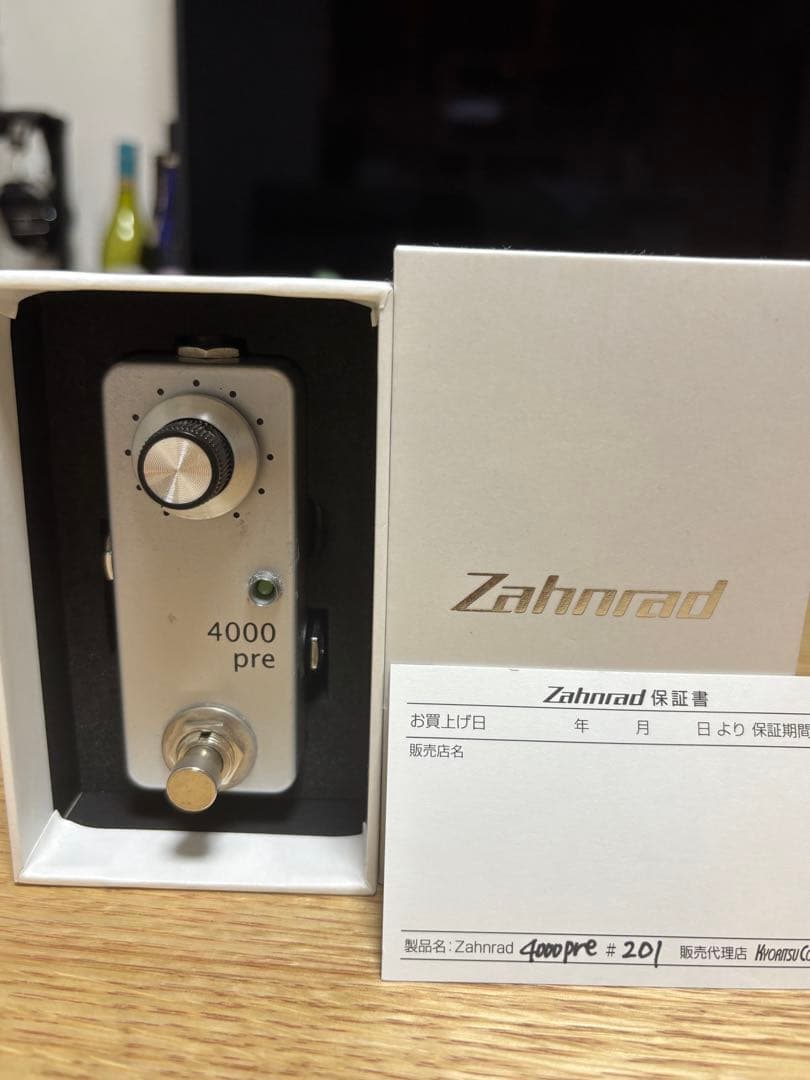 4000
pre
Zahnrad
Zahnrad 保証書
お買上げ日 年 月 日 より 保証期間
販売店名
製品名:Zahnrad 4000pre # 201 販売代理店 KYORITSU CO